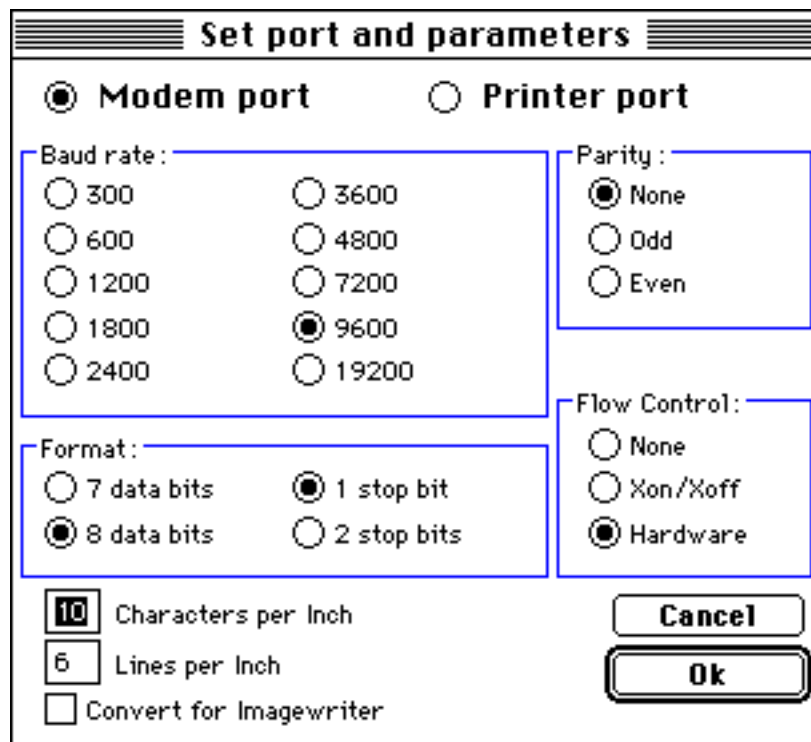 Set port and parameters
Modem port Printer port
Baud rate:
300 3600
600 4800
1200 7200
1800 9600
2400 19200
Parity:
None
Odd
Even
Format:
7 data bits 1 stop bit
8 data bits 2 stop bits
Flow Control:
None
Xon/Xoff
Hardware
10 Characters per Inch
6 Lines per Inch
Convert for Imagewriter
Cancel
Ok